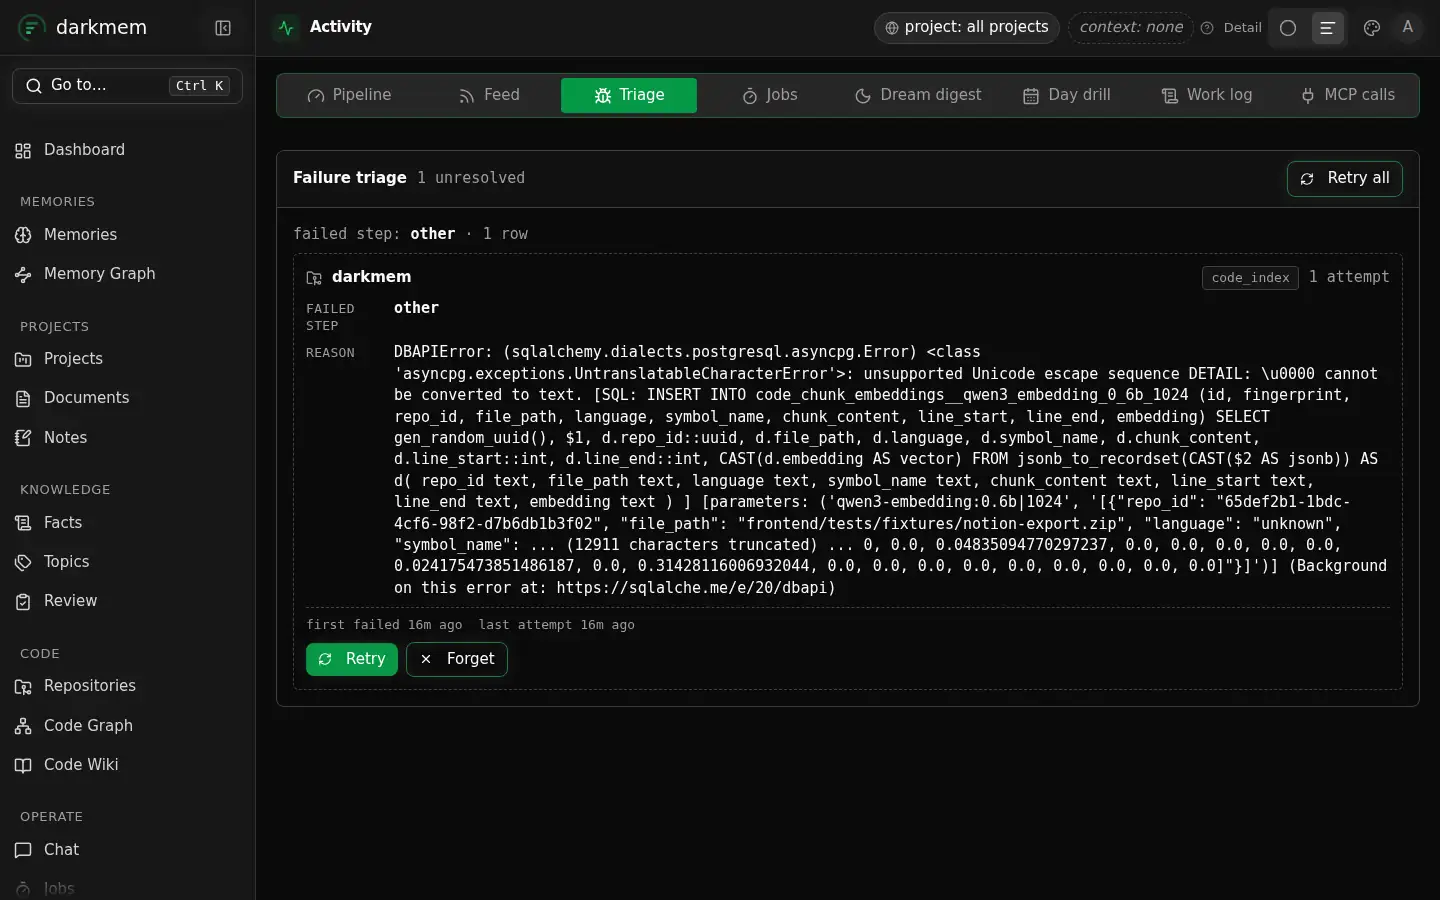 darkmem
Activity
project: all projects
context: none
Detail
A
Go to...
Ctrl K
Dashboard
MEMORIES
Memories
Memory Graph
PROJECTS
Projects
Documents
Notes
KNOWLEDGE
Facts
Topics
Review
CODE
Repositories
Code Graph
Code Wiki
OPERATE
Chat
Jobs
Pipeline
Feed
Triage
Jobs
Dream digest
Day drill
Work log
MCP calls
Failure triage 1 unresolved
Retry all
failed step: other · 1 row
darkmem
code_index
1 attempt
FAILED
STEP
other
REASON
DBAPIError: (sqlalchemy.dialects.postgresql.asyncpg.Error) <class
'asyncpg.exceptions.UntranslatableCharacterError'>: unsupported Unicode escape sequence DETAIL: \u0000 cannot
be converted to text. [SQL: INSERT INTO code_chunk_embeddings__qwen3_embedding_0_6b_1024 (id, fingerprint,
repo_id, file_path, language, symbol_name, chunk_content, line_start, line_end, embedding) SELECT
gen_random_uuid(), $1, d.repo_id::uuid, d.file_path, d.language, d.symbol_name, d.chunk_content,
d.line_start::int, d.line_end::int, CAST(d.embedding AS vector) FROM jsonb_to_recordset(CAST($2 AS jsonb)) AS
d( repo_id text, file_path text, language text, symbol_name text, chunk_content text, line_start text,
line_end text, embedding text ) ] [parameters: ('qwen3-embedding:0.6b|1024', '[{"repo_id": "65def2b1-1bdc-
4cf6-98f2-d7b6db1b3f02", "file_path": "frontend/tests/fixtures/notion-export.zip", "language": "unknown",
"symbol_name": ... (12911 characters truncated) ... 0, 0.0, 0.04835094770297237, 0.0, 0.0, 0.0, 0.0, 0.0,
0.024175473851486187, 0.0, 0.31428116006932044, 0.0, 0.0, 0.0, 0.0, 0.0, 0.0, 0.0, 0.0, 0.0]"}]')] (Background
on this error at: https://sqlalche.me/e/20/dbapi)
first failed 16m ago last attempt 16m ago
Retry
Forget